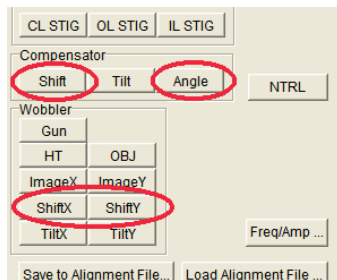 CL STIG OL STIG IL STIG
Compensator
Shift Tilt Angle NTRL
Wobbler
Gun
HT OBJ
ImageX ImageY
ShiftX ShiftY
TiltX TiltY Freq/Amp ...
Save to Alignment File... Load Alignment File ...